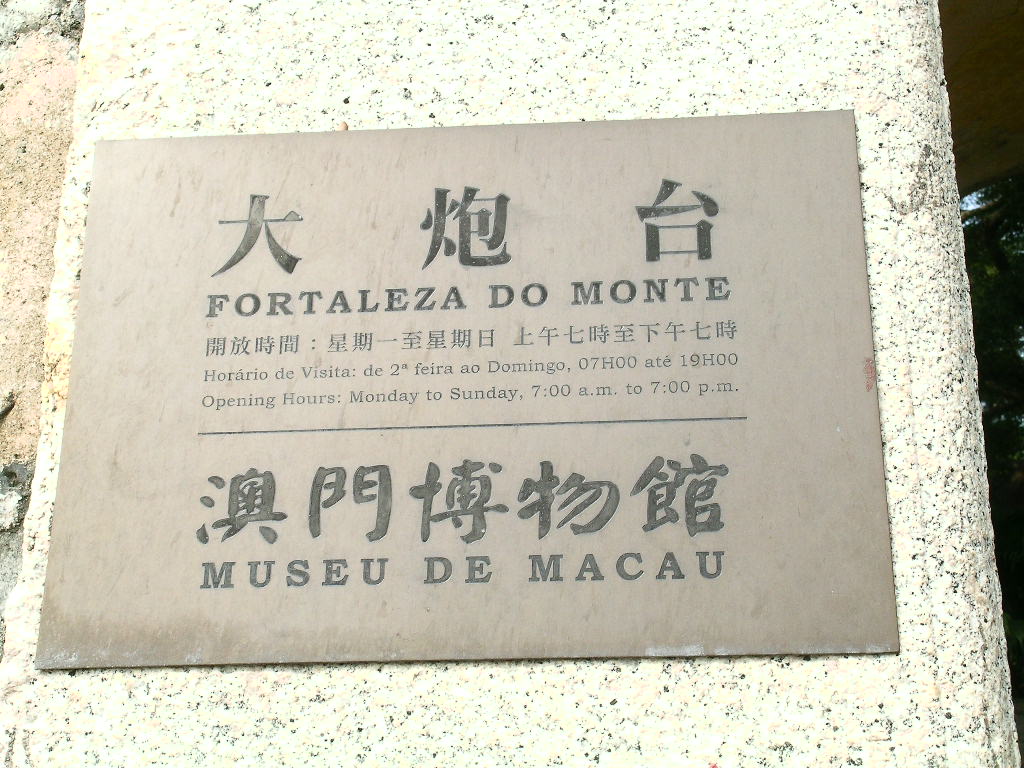 大炮台
FORTALEZA DO MONTE
開放時間：星期一至星期日 上午七時至下午七時
Horário de Visita: de 2ª feira ao Domingo, 07H00 até 19H00
Opening Hours: Monday to Sunday, 7:00 a.m. to 7:00 p.m.
澳門博物館
MUSEU DE MACAU